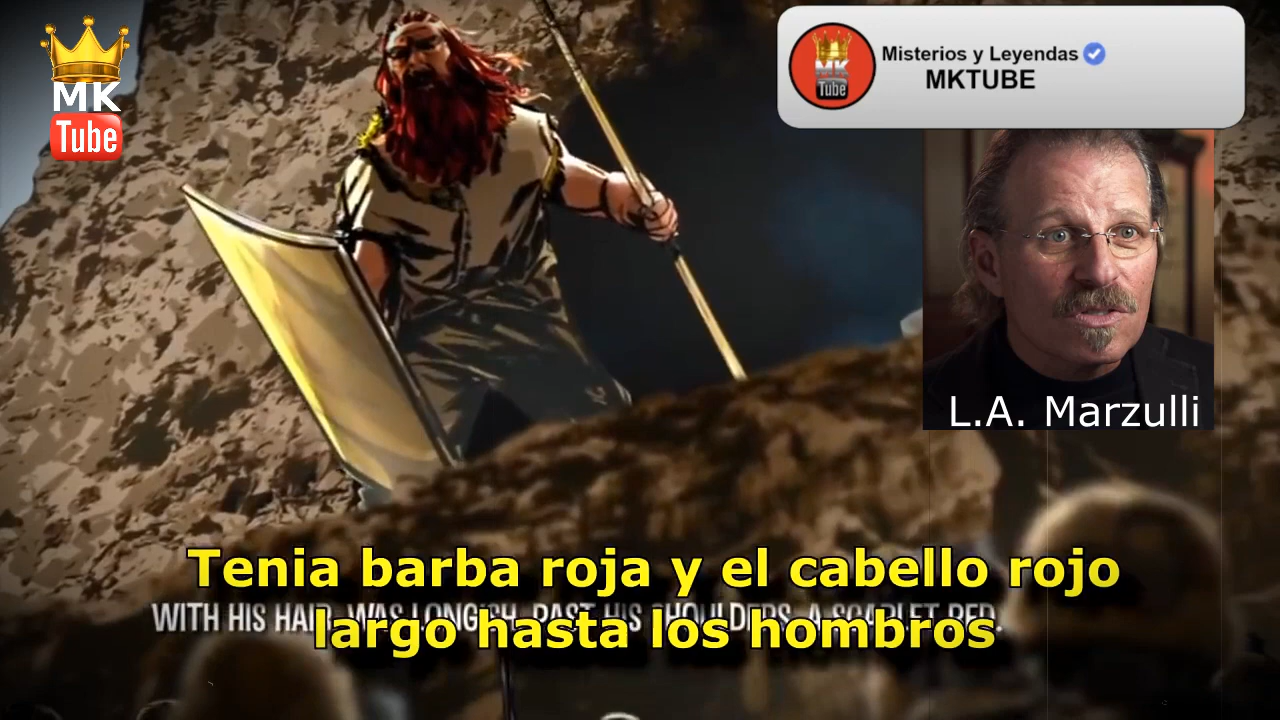 MK
Tube
Misterios y Leyendas
MK
Tube
MKTUBE
L.A. Marzulli
Tenia barba roja y el cabello rojo
WITH HIS HAIR WAS LONGISH, PAST HIS SHOULDERS, A SCARLET RED.
largo hasta los hombros